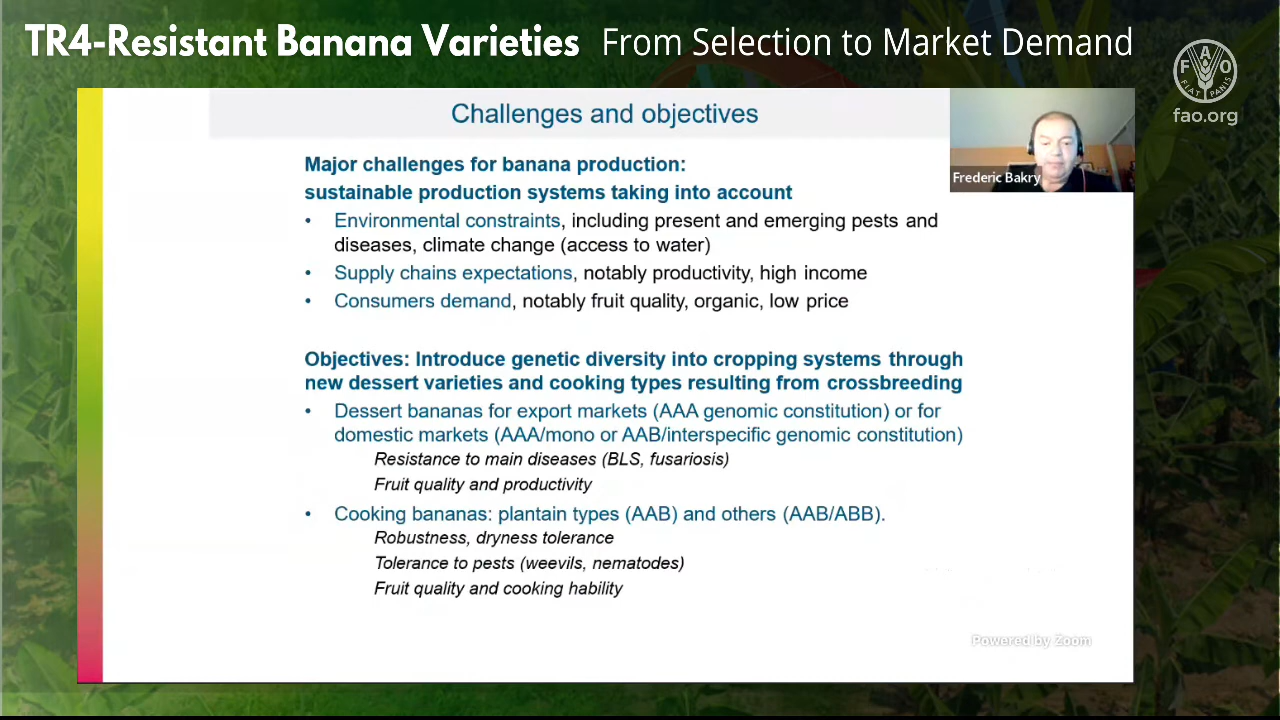 TR4-Resistant Banana Varieties From Selection to Market Demand
F A O
FIAT PANIS
fao.org
Challenges and objectives
Frederic Bakry
Major challenges for banana production:
sustainable production systems taking into account
• Environmental constraints, including present and emerging pests and
diseases, climate change (access to water)
• Supply chains expectations, notably productivity, high income
• Consumers demand, notably fruit quality, organic, low price
Objectives: Introduce genetic diversity into cropping systems through
new dessert varieties and cooking types resulting from crossbreeding
• Dessert bananas for export markets (AAA genomic constitution) or for
domestic markets (AAA/mono or AAB/interspecific genomic constitution)
Resistance to main diseases (BLS, fusariosis)
Fruit quality and productivity
• Cooking bananas: plantain types (AAB) and others (AAB/ABB).
Robustness, dryness tolerance
Tolerance to pests (weevils, nematodes)
Fruit quality and cooking hability
Powered by Zoom